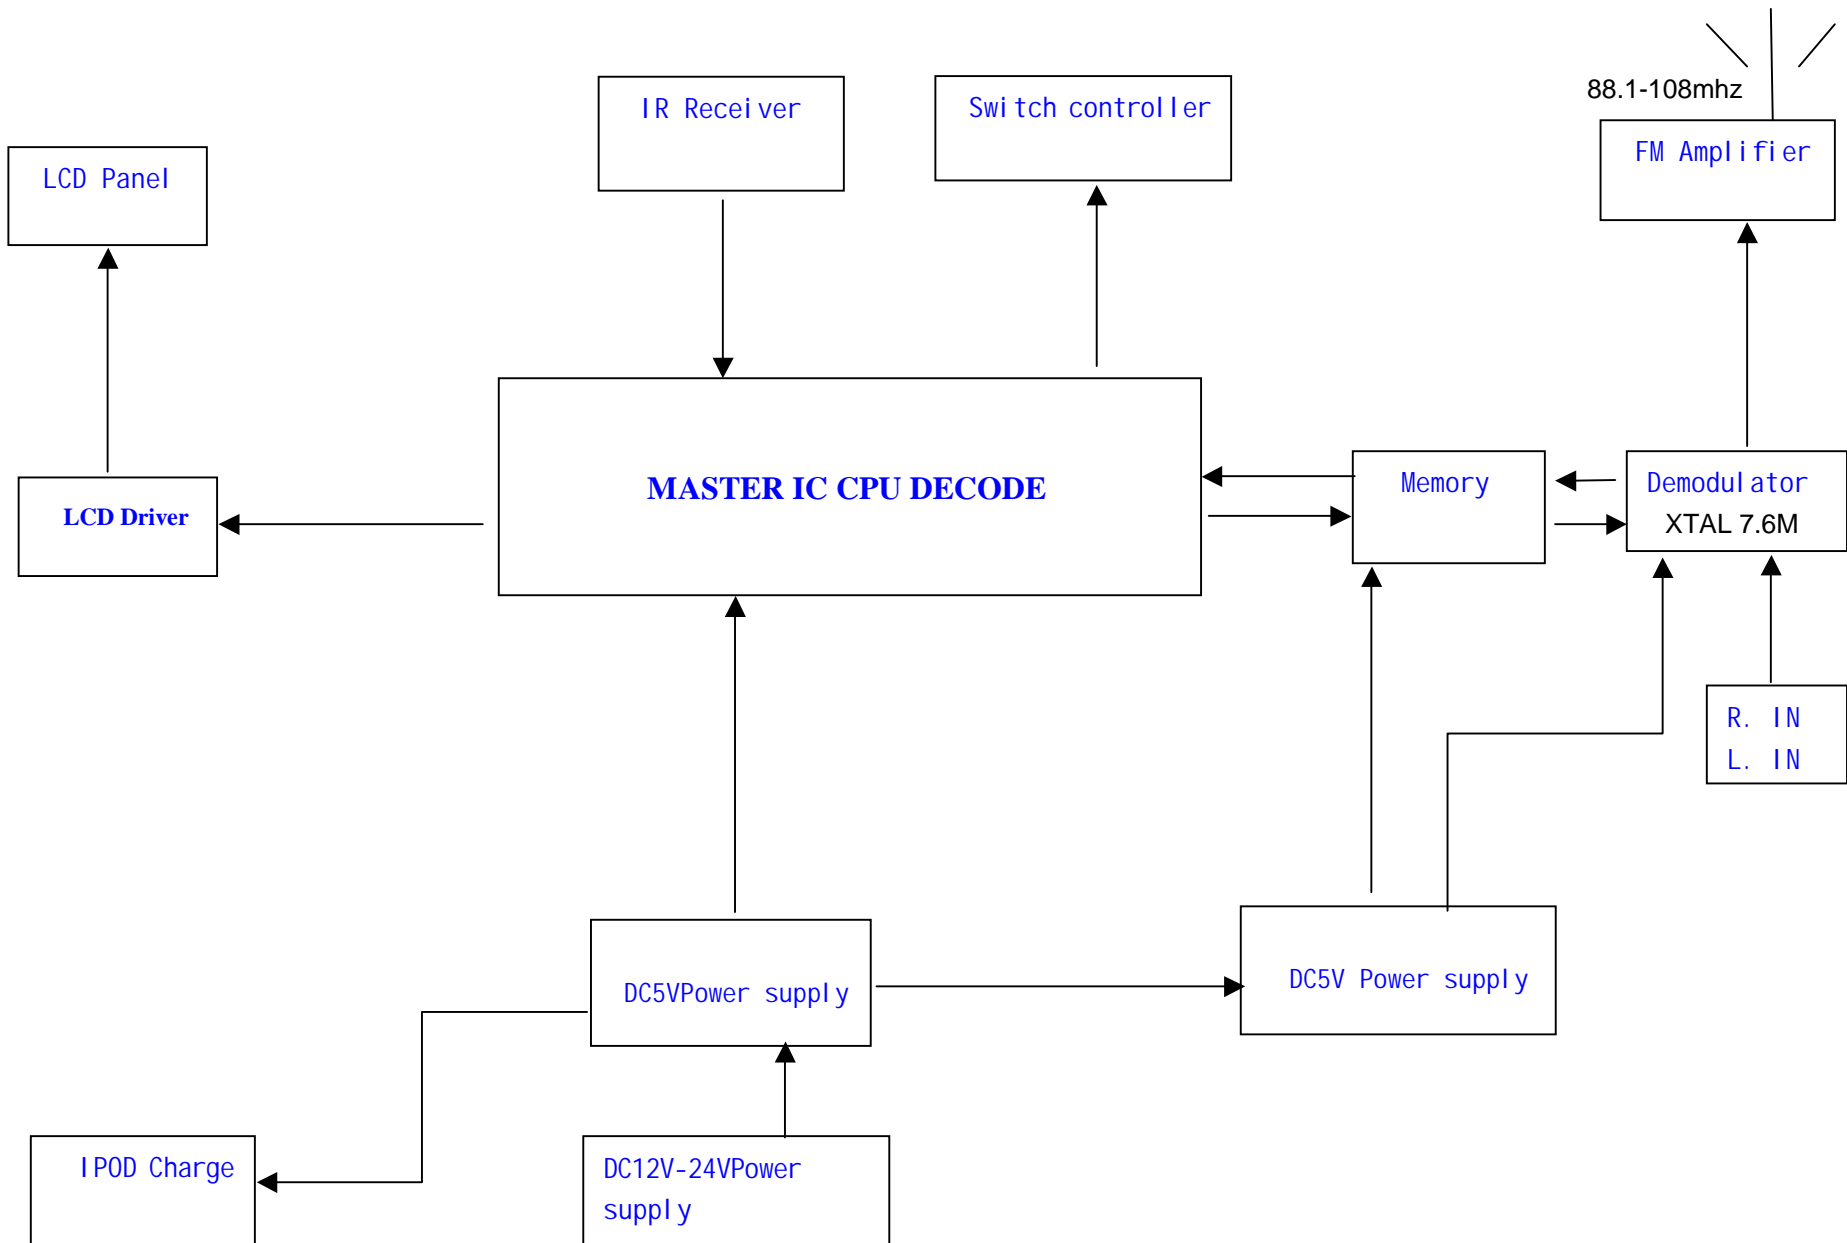 88.1-108mhz
IR Receiver
Switch controller
FM Amplifier
LCD Panel
MASTER IC CPU DECODE
Memory
Demodulator
XTAL 7.6M
LCD Driver
R. IN
L. IN
DC5VPower supply
DC5V Power supply
IPOD Charge
DC12V-24VPower
supply